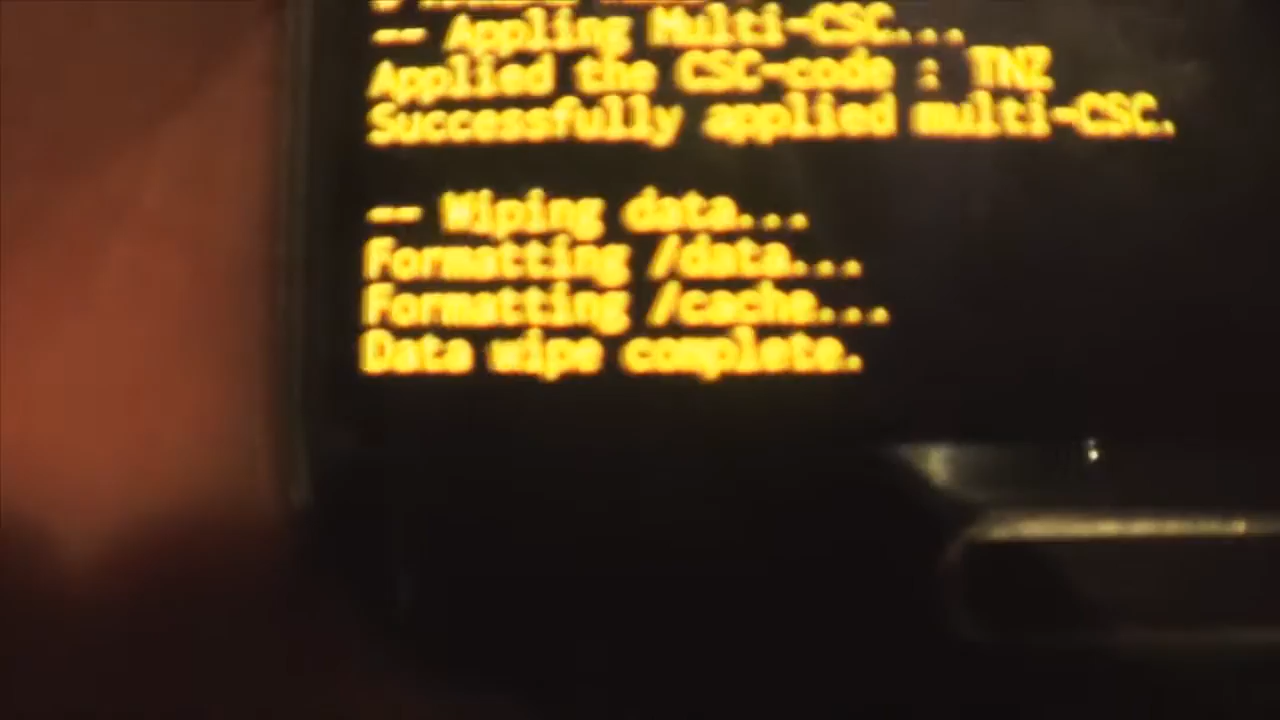 -- Appling Multi-CSC...
Applied the CSC-code : TNZ
Successfully applied multi-CSC.
-- Wiping data...
Formatting /data...
Formatting /cache...
Data wipe complete.